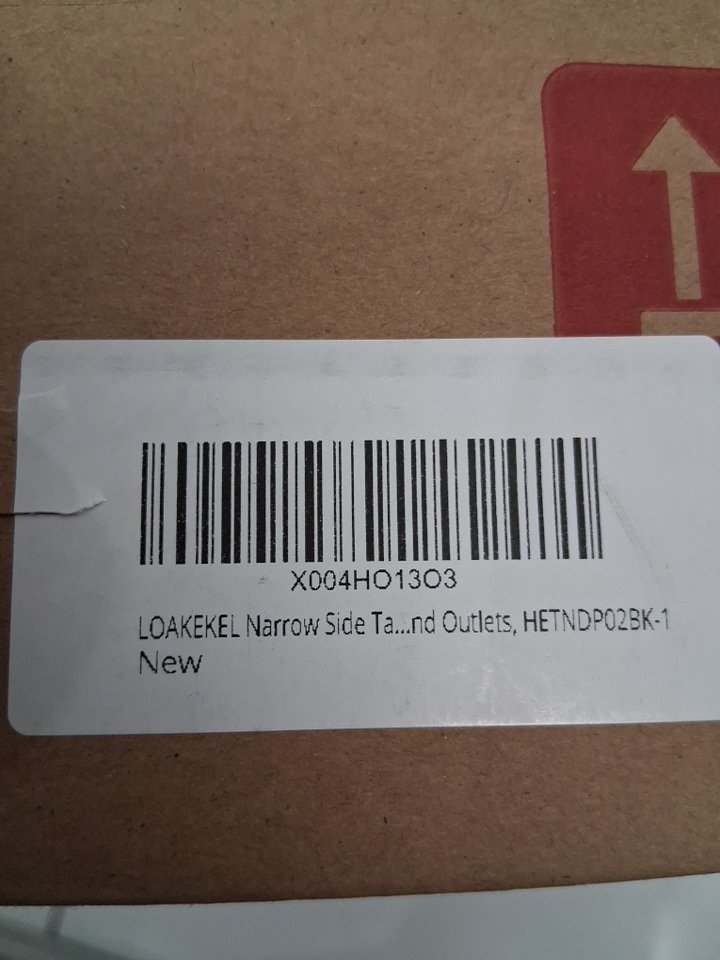 X004HO13O3
LOAKEKEL Narrow Side Ta...nd Outlets, HETNDP02BK-1
New